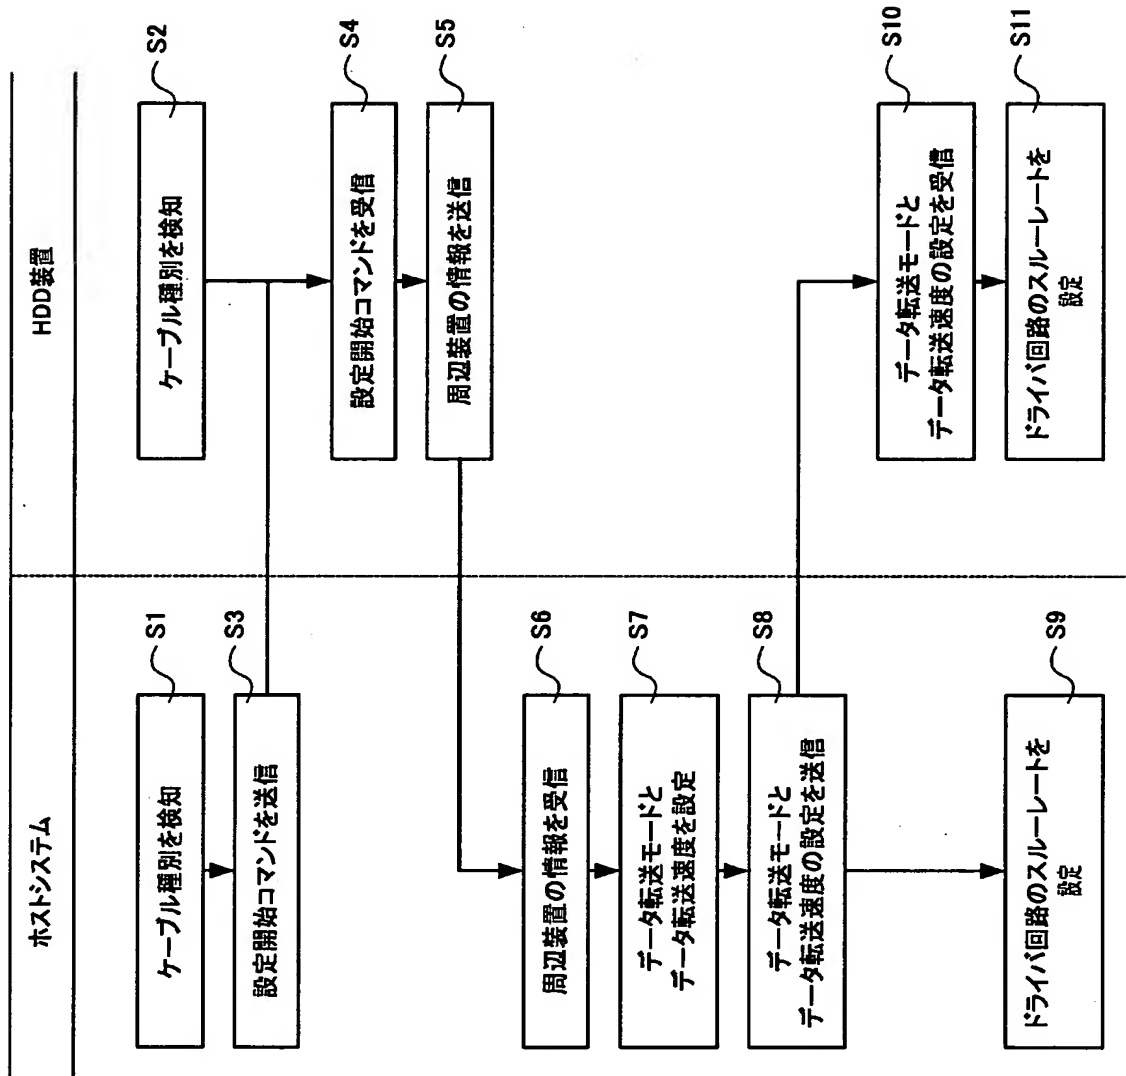 ホストシステム
HDD装置
S1
ケーブル種別を検知
S2
ケーブル種別を検知
S3
設定開始コマンドを送信
S4
設定開始コマンドを受信
S5
周辺装置の情報を送信
S6
周辺装置の情報を受信
S7
データ転送モードと
データ転送速度を設定
S8
データ転送モードと
データ転送速度の設定を送信
S9
ドライバ回路のスルーレートを
設定
S10
データ転送モードと
データ転送速度の設定を受信
S11
ドライバ回路のスルーレートを
設定